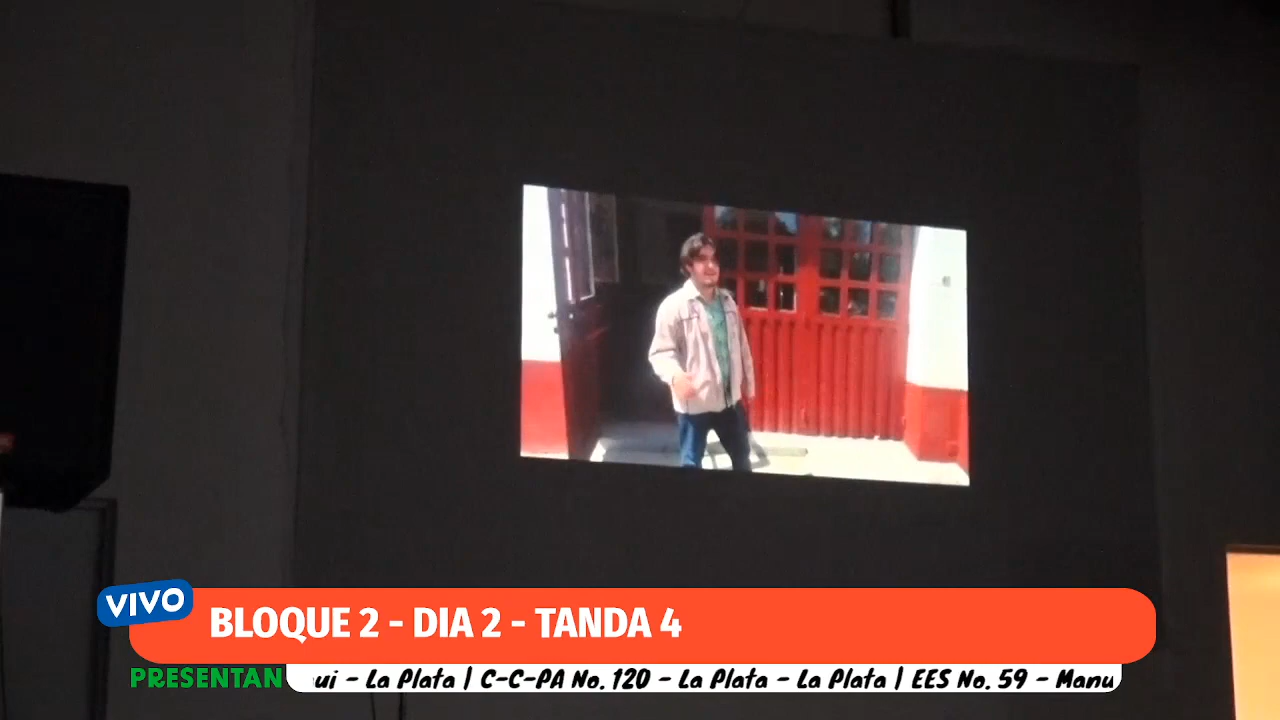 VIVO
BLOQUE 2 - DIA 2 - TANDA 4
PRESENTAN
ui - La Plata | C-C-PA No. 120 - La Plata - La Plata | EES No. 59 - Manu